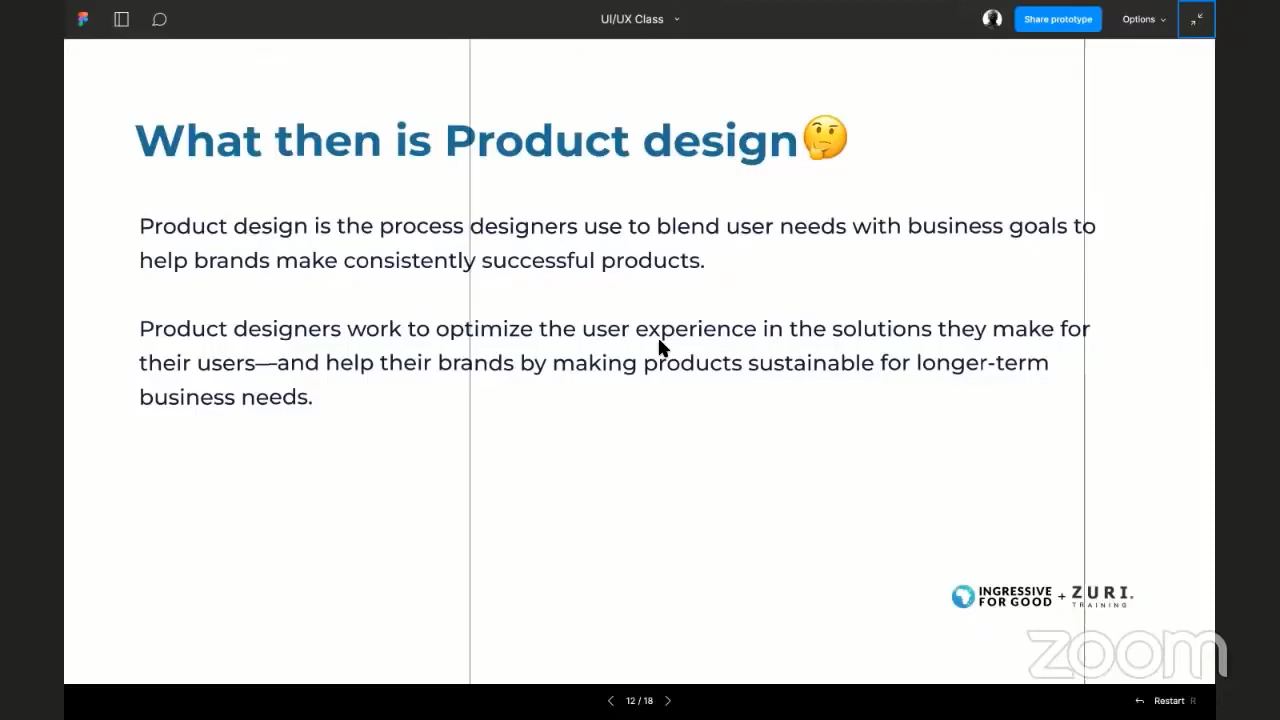 UI/UX Class
Share prototype
Options
What then is Product design🤔
Product design is the process designers use to blend user needs with business goals to
help brands make consistently successful products.
Product designers work to optimize the user experience in the solutions they make for
their users—and help their brands by making products sustainable for longer-term
business needs.
INGRESSIVE
FOR GOOD
+
ZURI.
TRAINING
zoom
12 / 18
Restart R